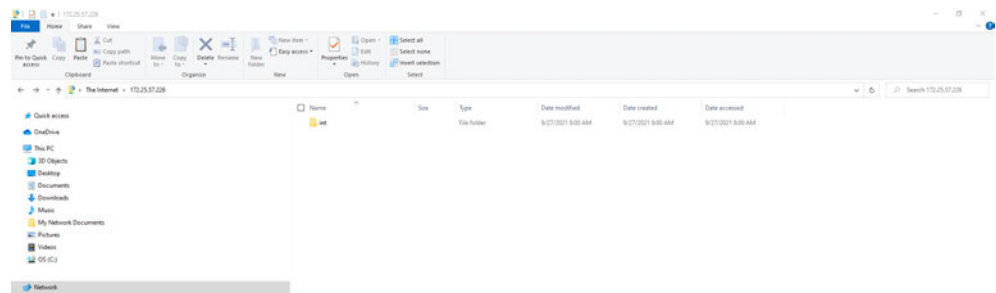 172.25.57.226
File Home Share View
Pin to Quick access
Copy
Paste
Cut
Copy path
Paste shortcut
Move to
Copy to
Delete
Rename
New folder
New item
Easy access
Properties
Open
Edit
History
Select all
Select none
Invert selection
Clipboard Organize New Open Select
The Internet 172.25.57.226
Search 172.25.57.226
Name Size Type Date modified Date created Date accessed
File folder 9/27/2021 8:00 AM 9/27/2021 8:00 AM 9/27/2021 8:00 AM
Quick access
OneDrive
This PC
3D Objects
Desktop
Documents
Downloads
Music
My Network Documents
Pictures
Videos
OS (C:)
Network